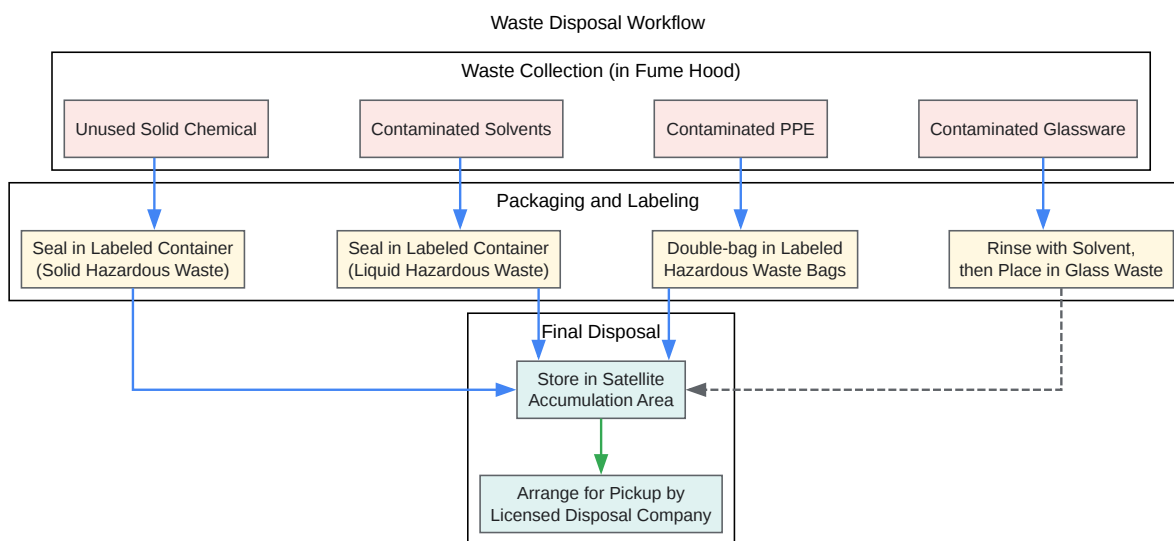 Waste Disposal Workflow
Waste Collection (in Fume Hood)
Unused Solid Chemical
Contaminated Solvents
Contaminated PPE
Contaminated Glassware
Packaging and Labeling
Seal in Labeled Container
(Solid Hazardous Waste)
Seal in Labeled Container
(Liquid Hazardous Waste)
Double-bag in Labeled
Hazardous Waste Bags
Rinse with Solvent,
then Place in Glass Waste
Final Disposal
Store in Satellite
Accumulation Area
Arrange for Pickup by
Licensed Disposal Company